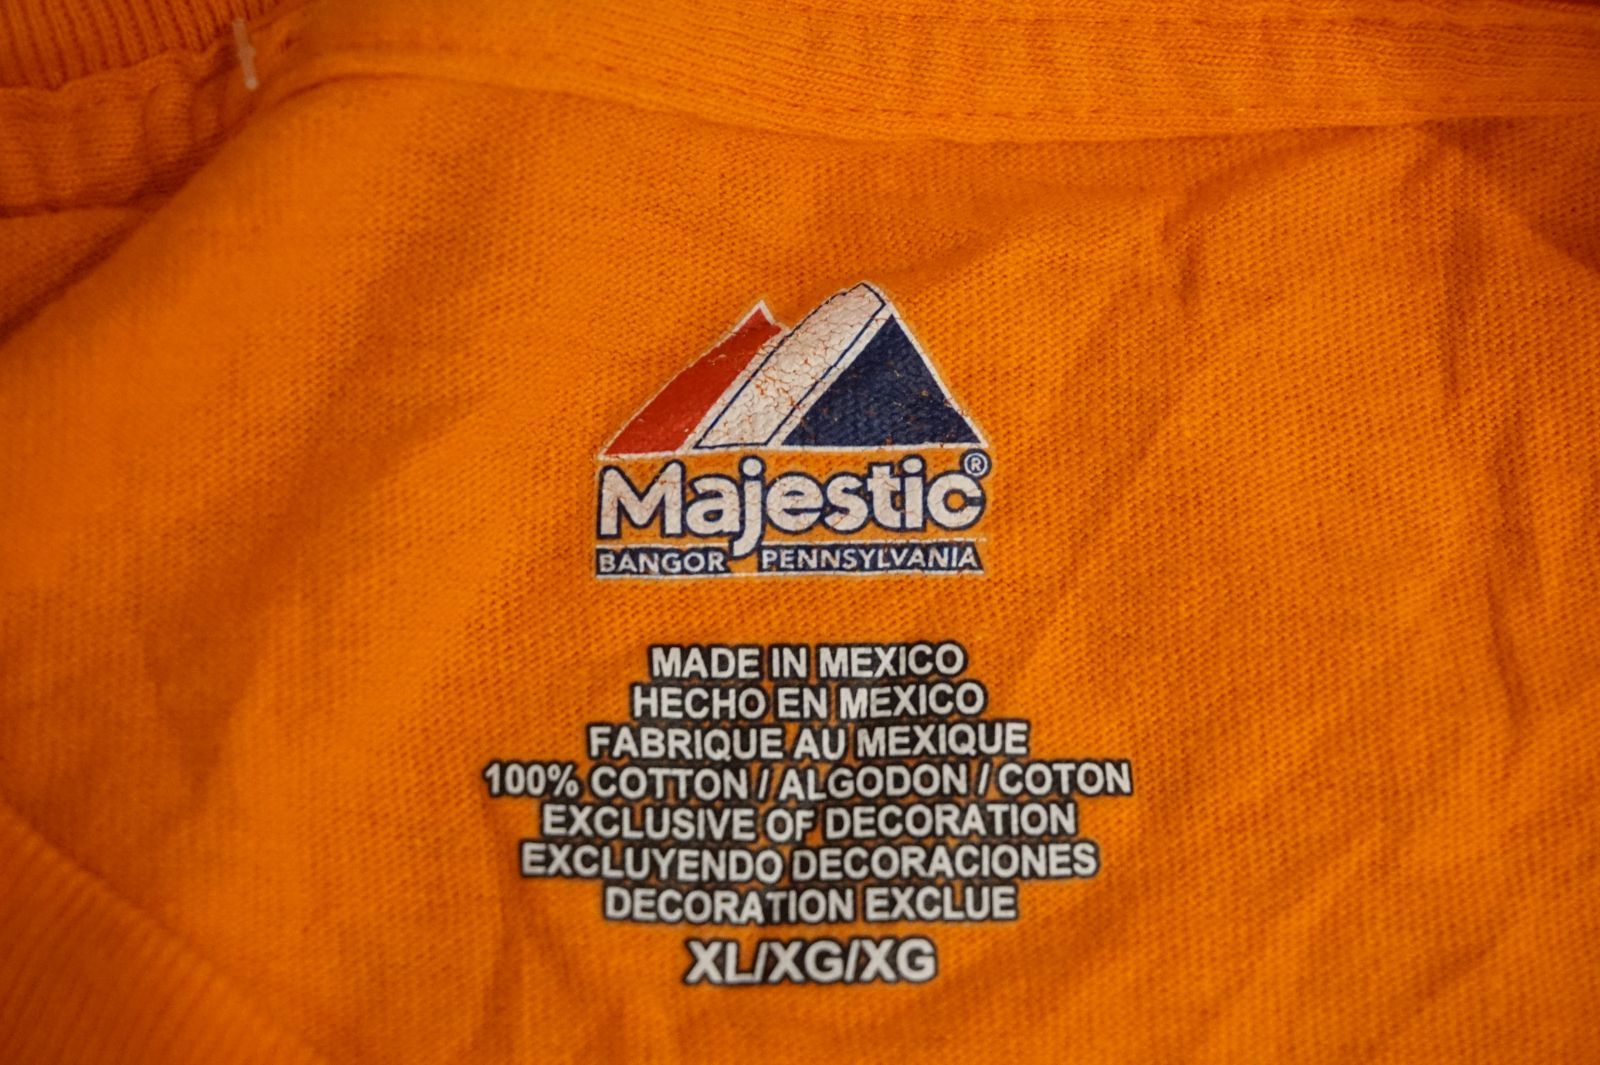 Majestic®
BANGOR PENNSYLVANIA
MADE IN MEXICO
HECHO EN MEXICO
FABRIQUE AU MEXIQUE
100% COTTON / ALGODON / COTON
EXCLUSIVE OF DECORATION
EXCLUYENDO DECORACIONES
DECORATION EXCLUE
XL/XG/XG